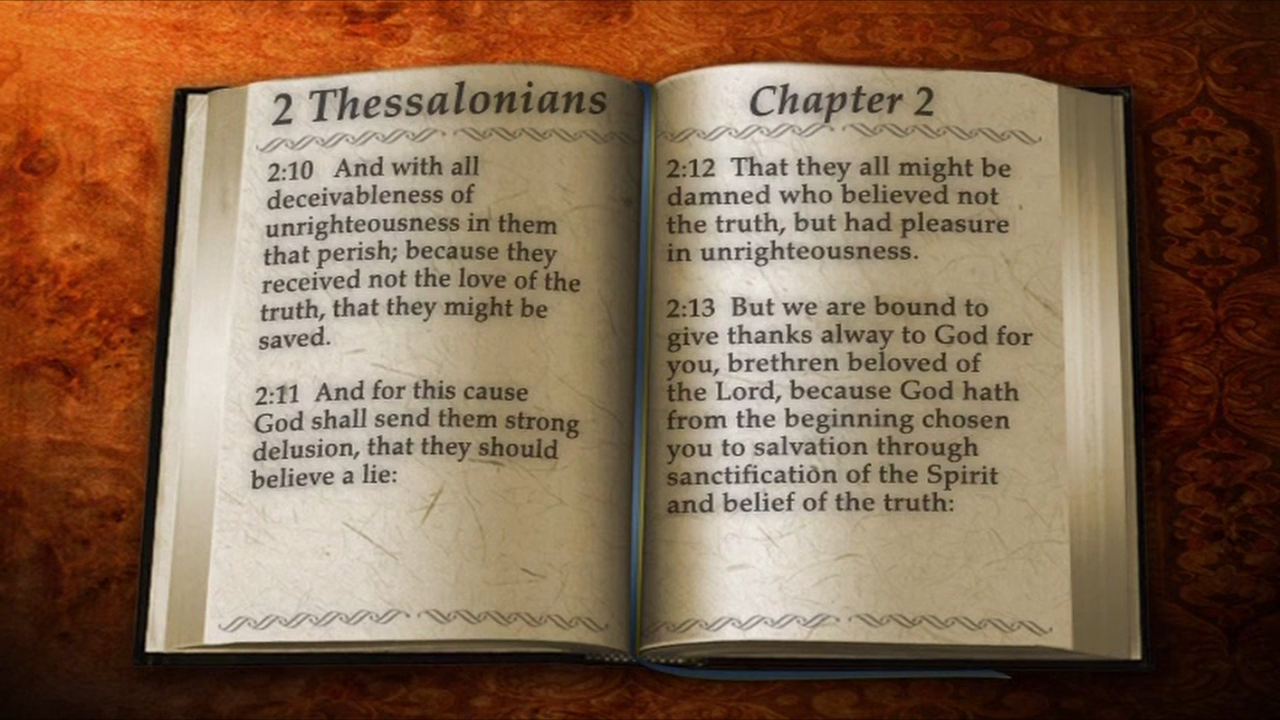 2 Thessalonians
2:10 And with all
deceivableness of
unrighteousness in them
that perish; because they
received not the love of the
truth, that they might be
saved.
2:11 And for this cause
God shall send them strong
delusion, that they should
believe a lie:
Chapter 2
2:12 That they all might be
damned who believed not
the truth, but had pleasure
in unrighteousness.
2:13 But we are bound to
give thanks alway to God for
you, brethren beloved of
the Lord, because God hath
from the beginning chosen
you to salvation through
sanctification of the Spirit
and belief of the truth: